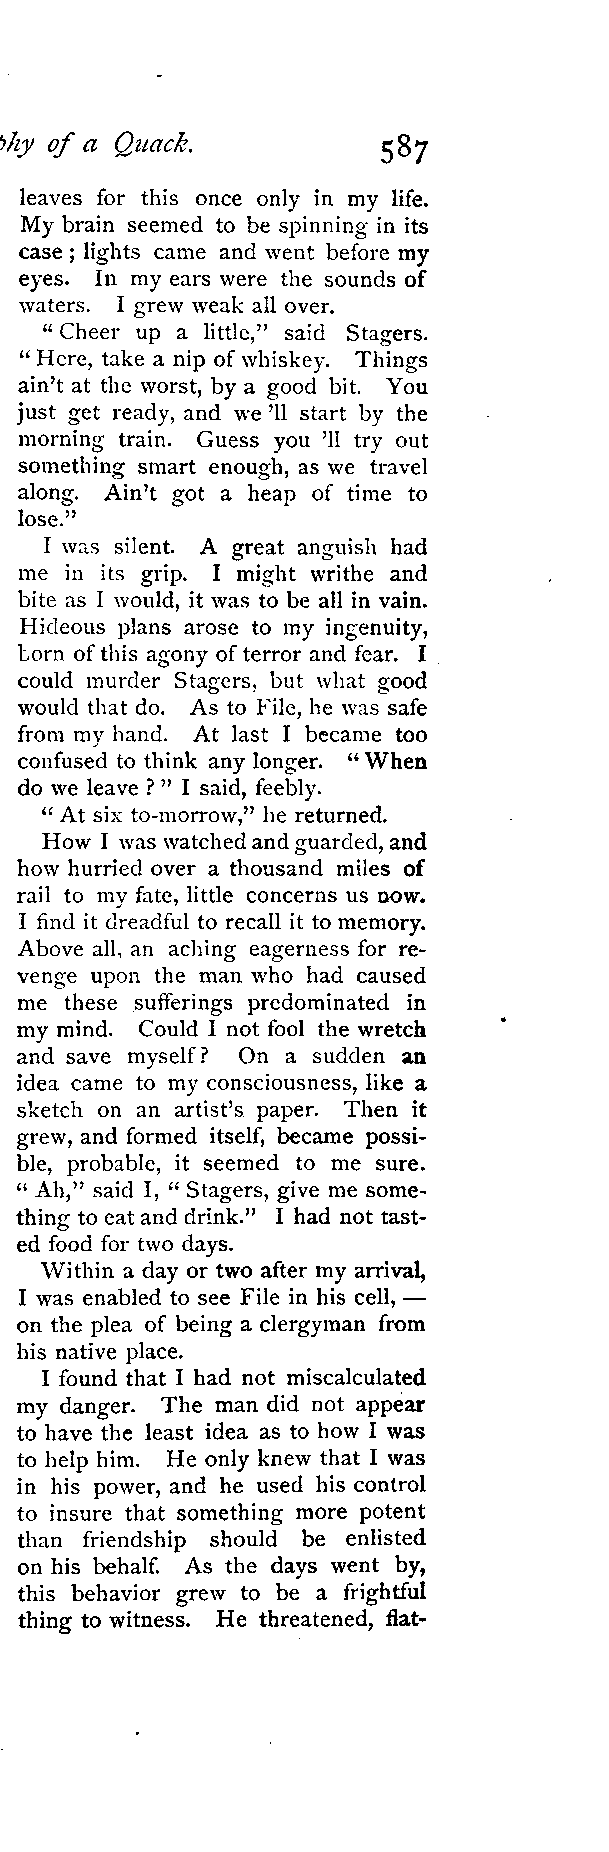 phy of a Quack. 587
leaves for this once only in my life.
My brain seemed to be spinning in its
case ; lights came and went before my
eyes. In my ears were the sounds of
waters. I grew weak all over.
“ Cheer up a little,” said Stagers.
“ Here, take a nip of whiskey. Things
ain’t at the worst, by a good bit. You
just get ready, and we ’ll start by the
morning train. Guess you ’ll try out
something smart enough, as we travel
along. Ain’t got a heap of time to
lose.”
I was silent. A great anguish had
me in its grip. I might writhe and
bite as I would, it was to be all in vain.
Hideous plans arose to my ingenuity,
born of this agony of terror and fear. I
could murder Stagers, but what good
would that do. As to File, he was safe
from my hand. At last I became too
confused to think any longer. “ When
do we leave ? ” I said, feebly.
“ At six to-morrow,” he returned.
How I was watched and guarded, and
how hurried over a thousand miles of
rail to my fate, little concerns us now.
I find it dreadful to recall it to memory.
Above all, an aching eagerness for re-
venge upon the man who had caused
me these sufferings predominated in
my mind. Could I not fool the wretch
and save myself? On a sudden an
idea came to my consciousness, like a
sketch on an artist’s paper. Then it
grew, and formed itself, became possi-
ble, probable, it seemed to me sure.
“ Ah,” said I, “ Stagers, give me some-
thing to eat and drink.” I had not tast-
ed food for two days.
Within a day or two after my arrival,
I was enabled to see File in his cell, —
on the plea of being a clergyman from
his native place.
I found that I had not miscalculated
my danger. The man did not appear
to have the least idea as to how I was
to help him. He only knew that I was
in his power, and he used his control
to insure that something more potent
than friendship should be enlisted
on his behalf. As the days went by,
this behavior grew to be a frightful
thing to witness. He threatened, flat-